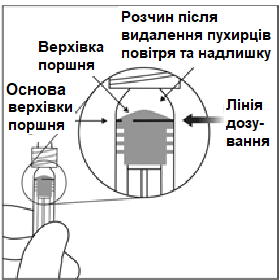 Розчин після
видалення пухирців
повітря та надлишку
Верхівка
поршня
Основа
верхівки
поршня
Лінія
дозу-
вання